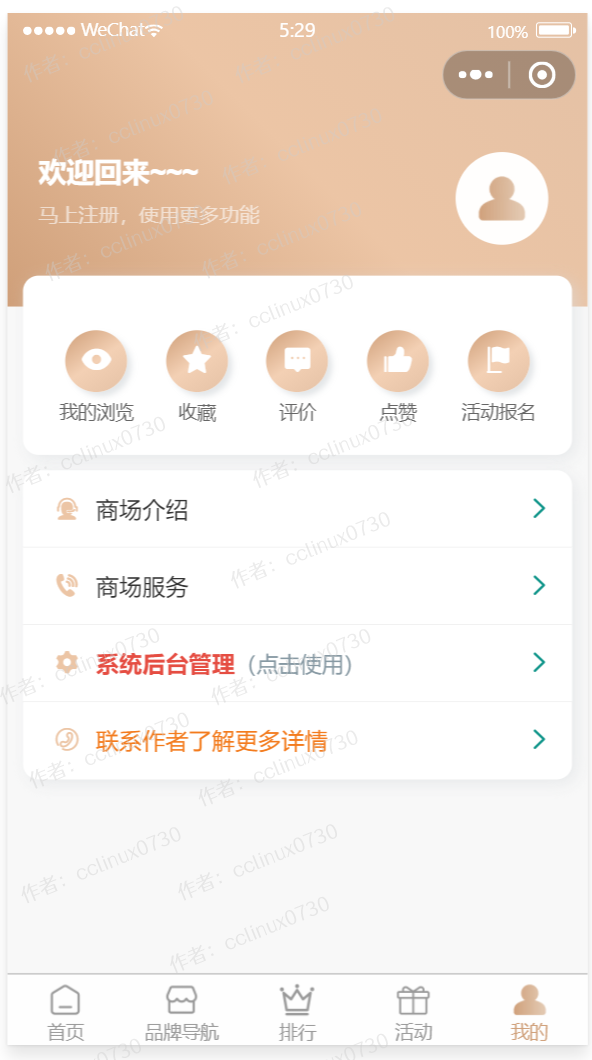 WeChat 5:29 100%
欢迎回来~~~
马上注册，使用更多功能
我的浏览 收藏 评价 点赞 活动报名
商场介绍
商场服务
系统后台管理（点击使用）
联系作者了解更多详情
首页 品牌导航 排行 活动 我的
作者：cclinux0730